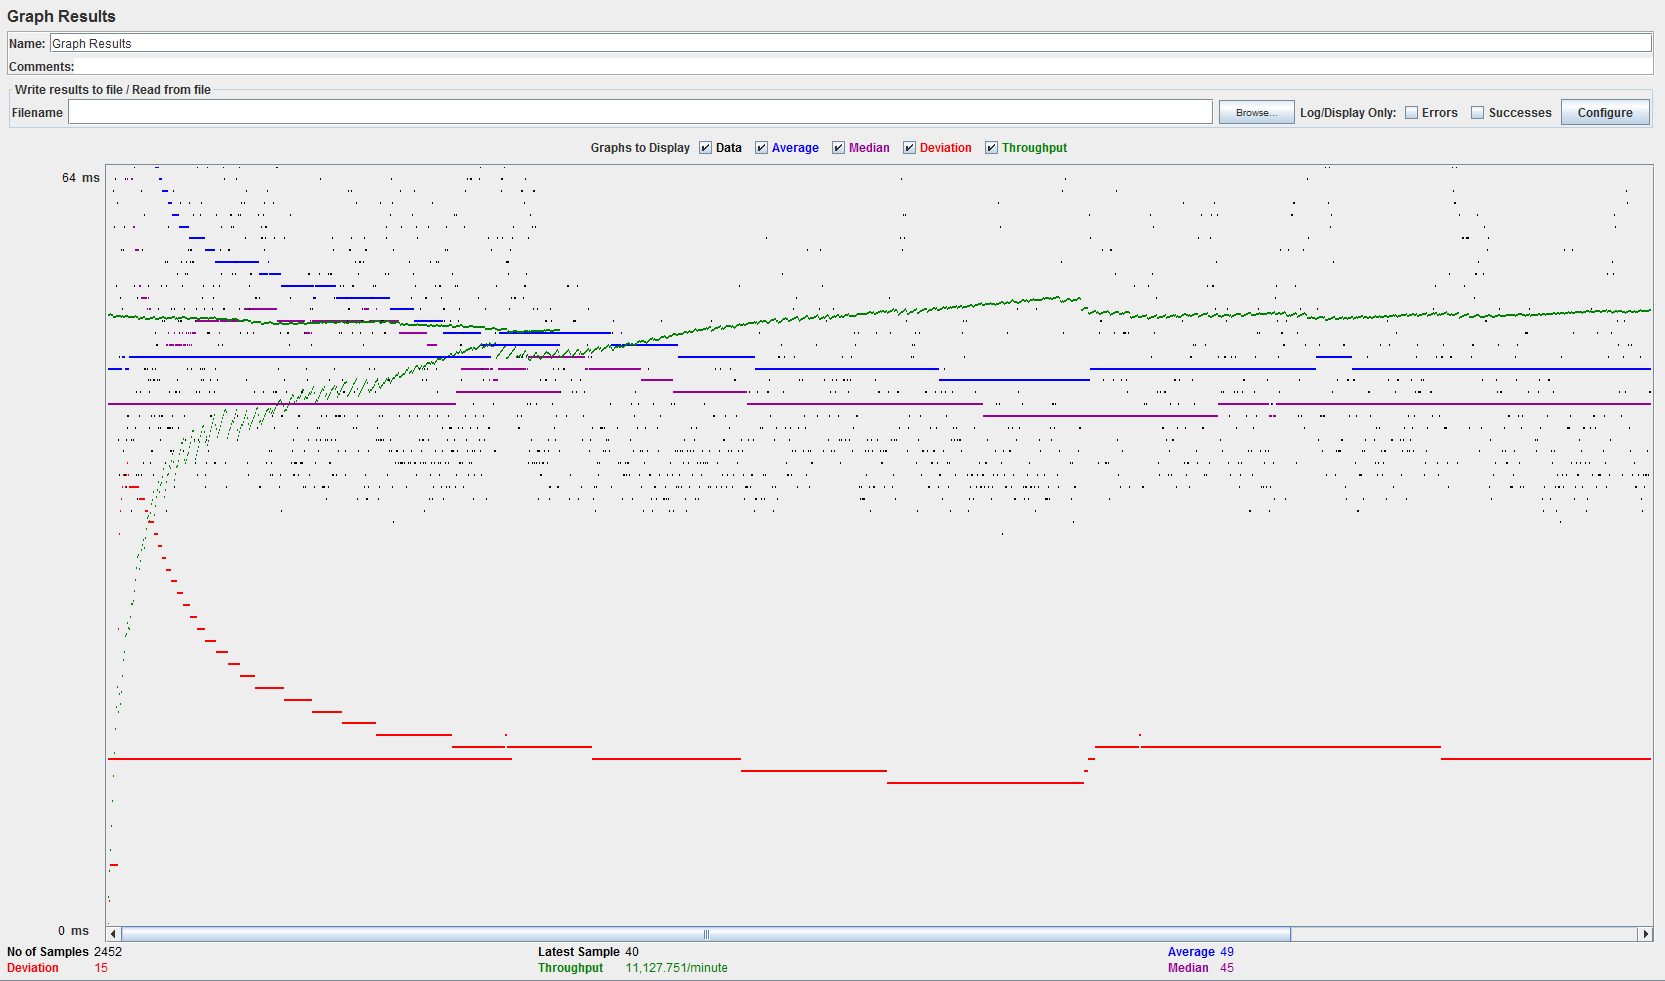 Graph Results
Name: Graph Results
Comments:
Write results to file / Read from file
Filename Browse... Log/Display Only: Errors Successes Configure
Graphs to Display Data Average Median Deviation Throughput
64 ms
0 ms
No of Samples 2452 Latest Sample 40 Average 49
Deviation 15 Throughput 11,127.751/minute Median 45